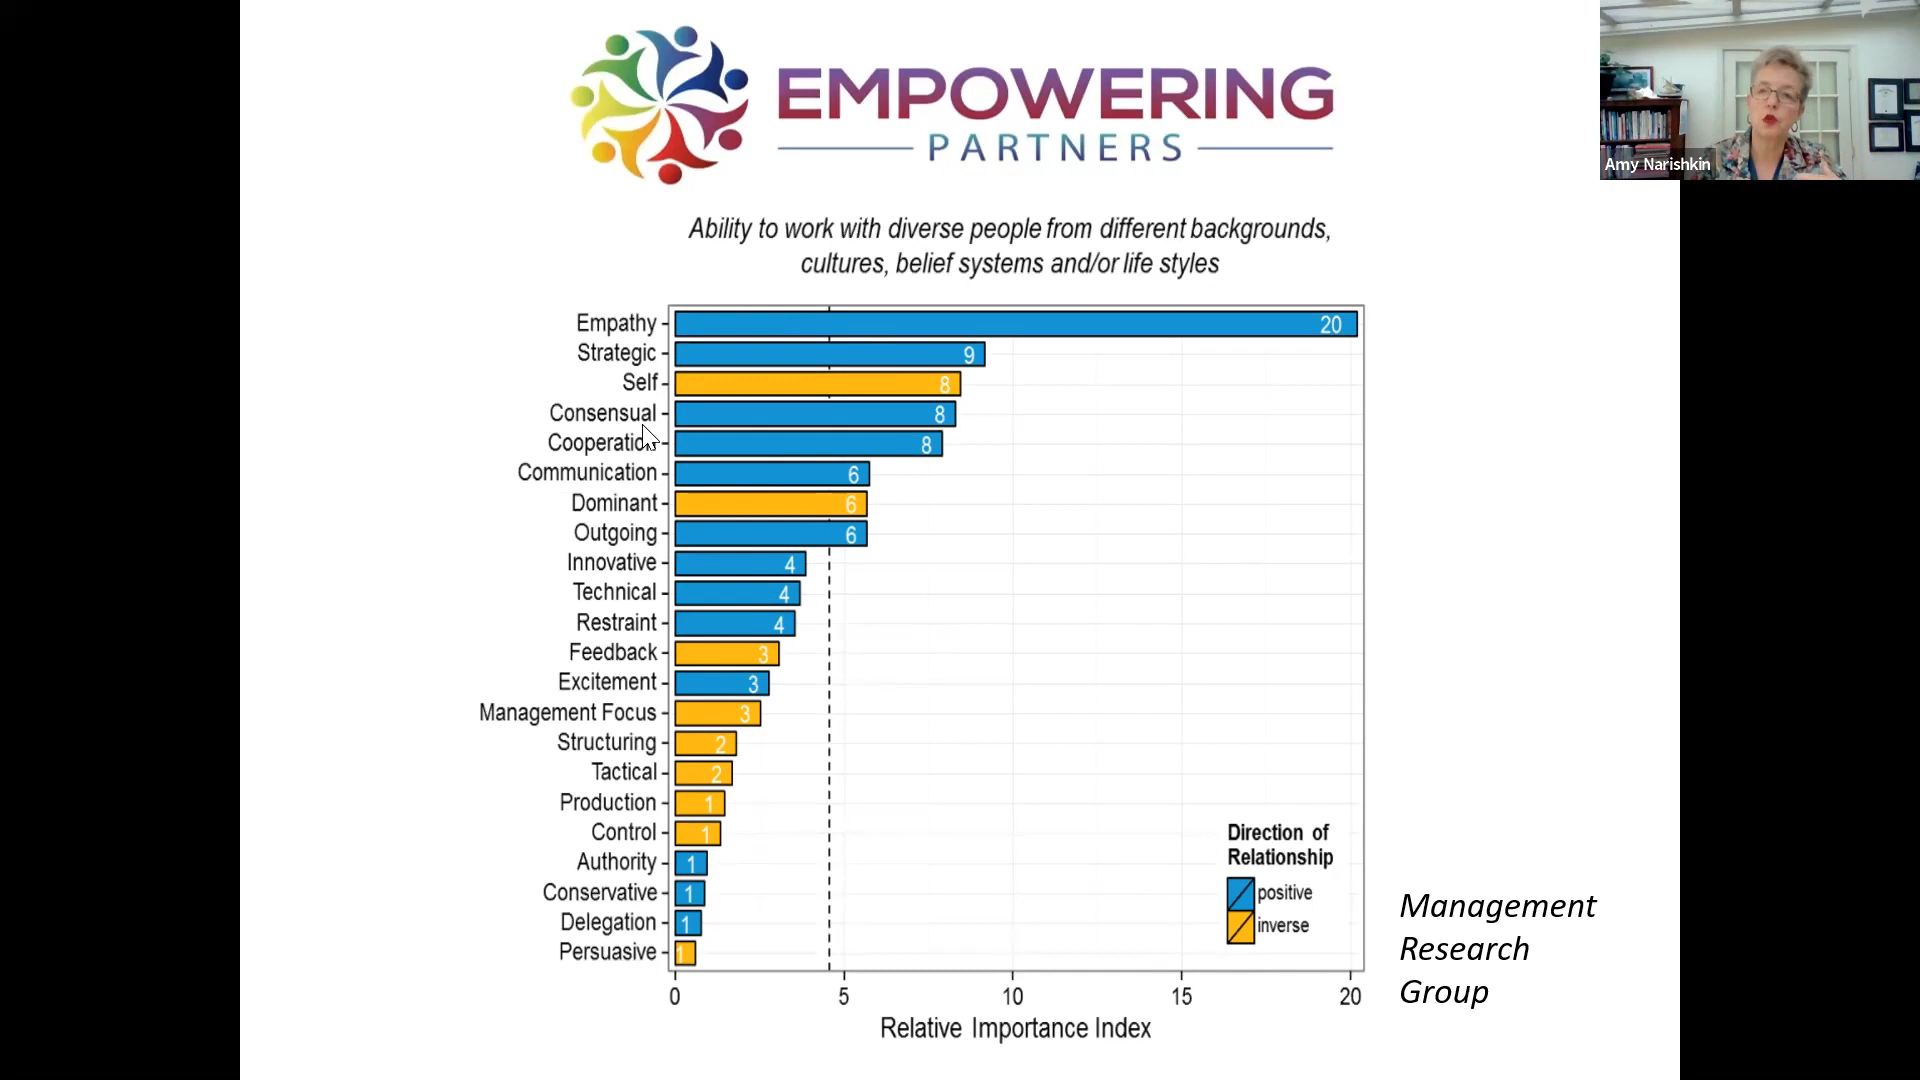 EMPOWERING
PARTNERS
Amy Narishkin
Ability to work with diverse people from different backgrounds,
cultures, belief systems and/or life styles
Empathy 20
Strategic 9
Self 8
Consensual 8
Cooperation 8
Communication 6
Dominant 6
Outgoing 6
Innovative 4
Technical 4
Restraint 4
Feedback 3
Excitement 3
Management Focus 3
Structuring 2
Tactical 2
Production 1
Control 1
Authority 1
Conservative 1
Delegation 1
Persuasive 1
Direction of
Relationship
positive
inverse
0 5 10 15 20
Relative Importance Index
Management
Research
Group